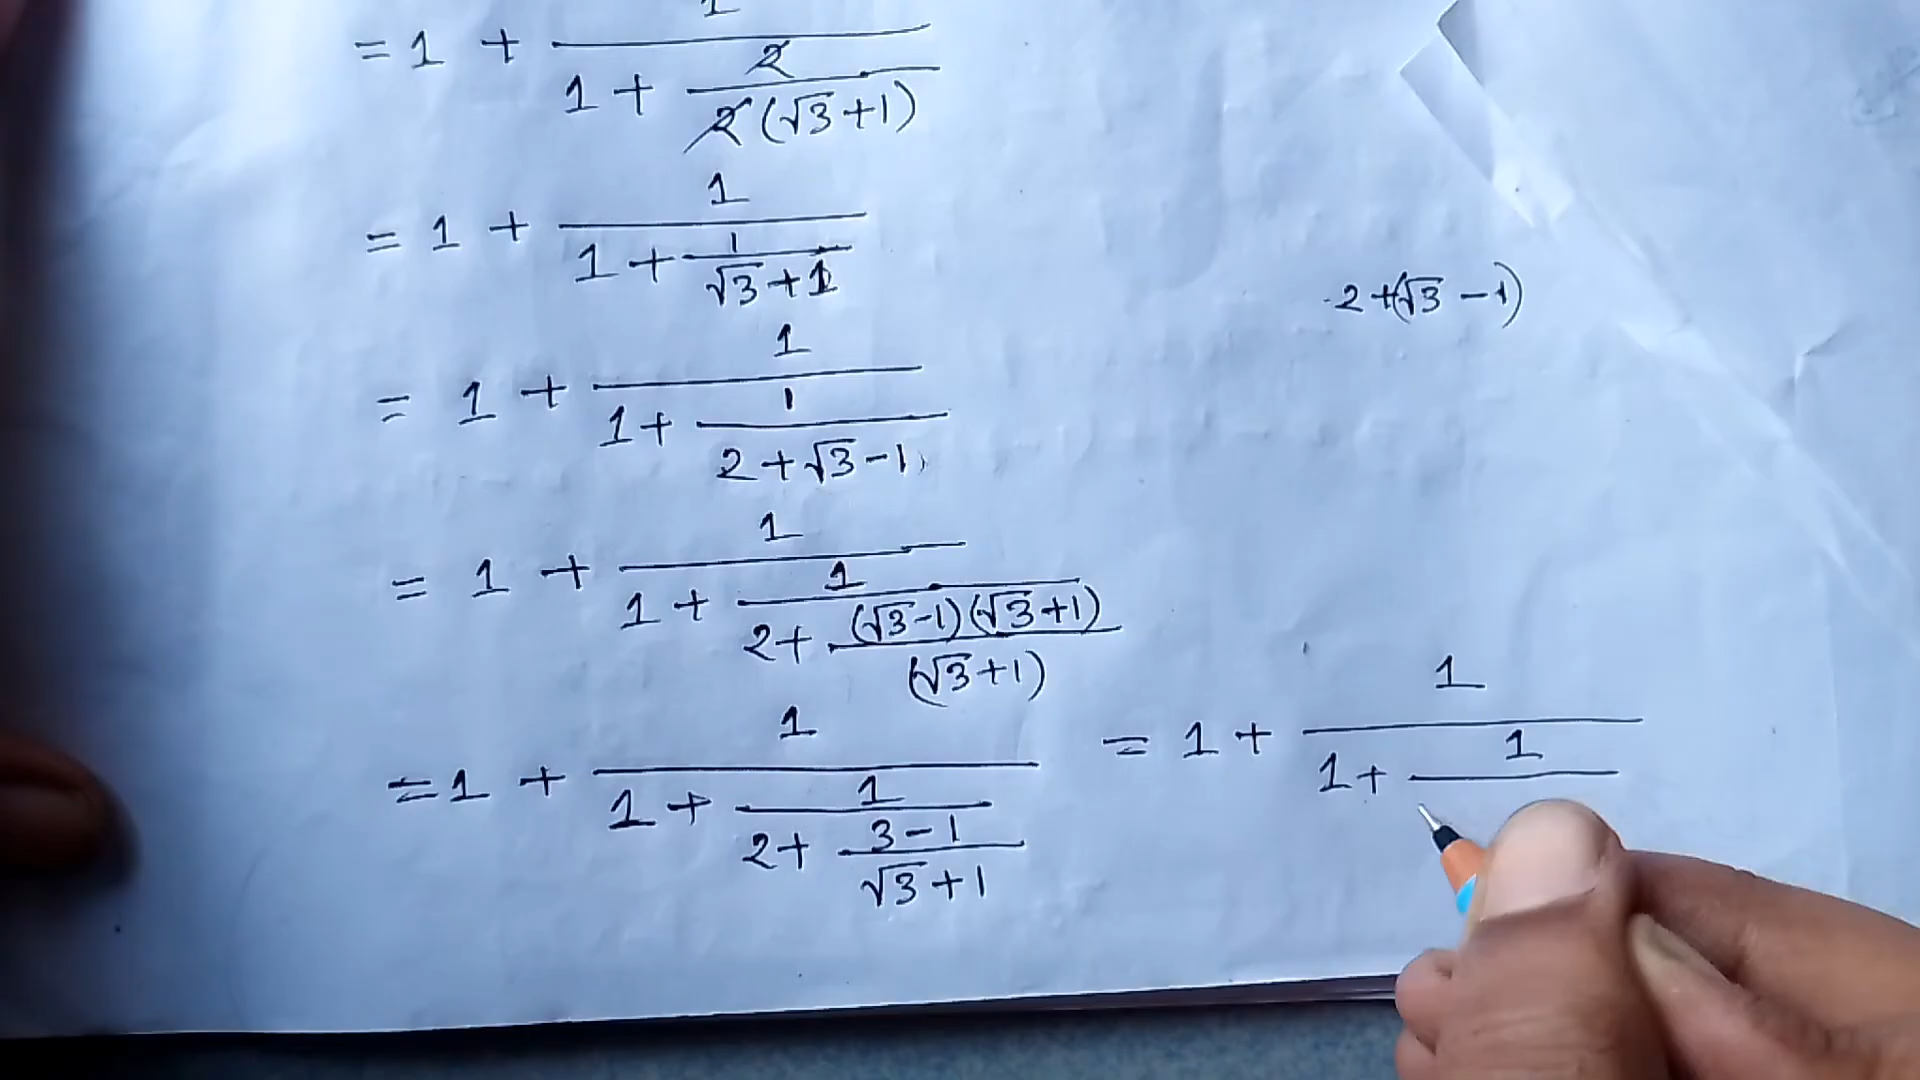 = 1 + 1/(1 + 2/(2(√3+1)))
= 1 + 1/(1 + 1/(√3+1))
2+(√3-1)
= 1 + 1/(1 + 1/(2+√3-1))
= 1 + 1/(1 + 1/(2 + (√3-1)(√3+1)/(√3+1)))
= 1 + 1/(1 + 1/(2 + (3-1)/(√3+1)))
= 1 + 1/(1 + 1/